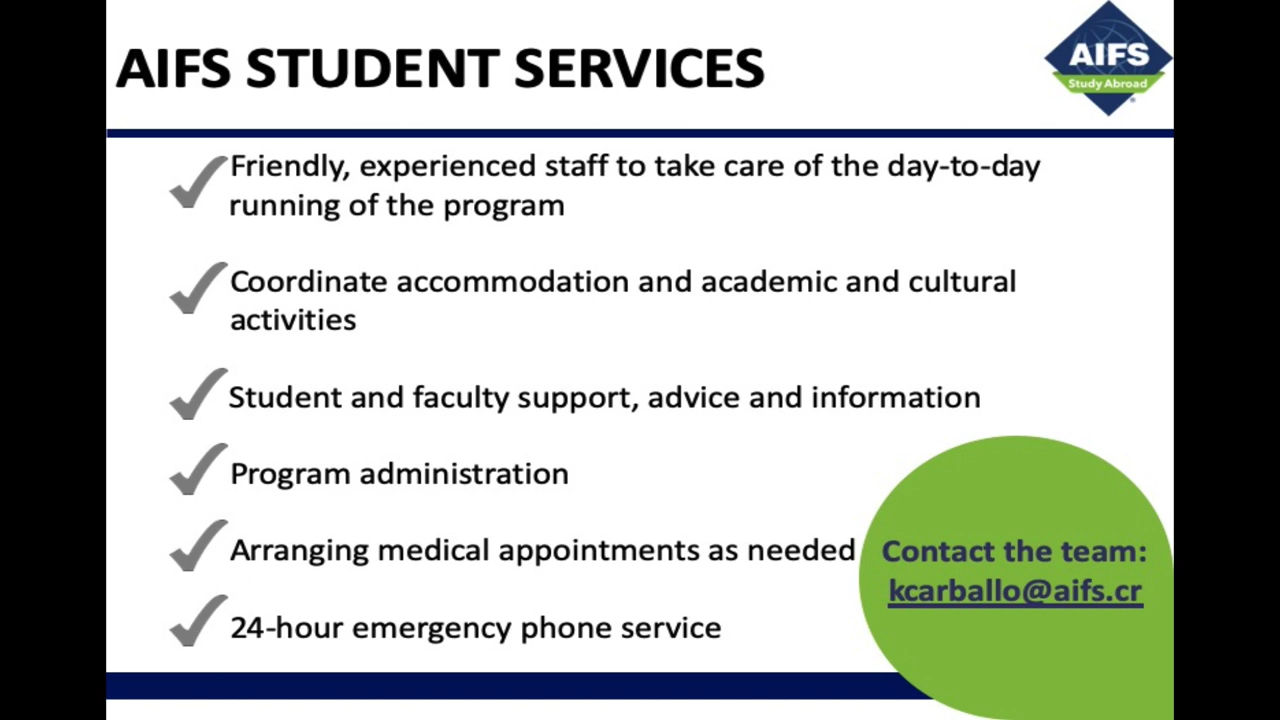 AIFS STUDENT SERVICES
AIFS
Study Abroad
Friendly, experienced staff to take care of the day-to-day
running of the program
Coordinate accommodation and academic and cultural
activities
Student and faculty support, advice and information
Program administration
Arranging medical appointments as needed
24-hour emergency phone service
Contact the team:
kcarballo@aifs.cr